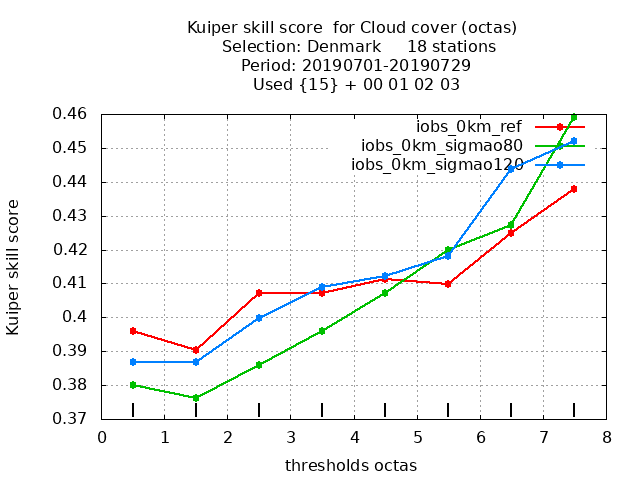 Kuiper skill score  for Cloud cover (octas)
Selection: Denmark     18 stations
Period: 20190701-20190729
Used {15} + 00 01 02 03
iobs_0km_ref
iobs_0km_sigmao80
iobs_0km_sigmao120
0.46
0.45
0.44
0.43
0.42
0.41
0.4
0.39
0.38
0.37
Kuiper skill score
0 1 2 3 4 5 6 7 8
thresholds octas